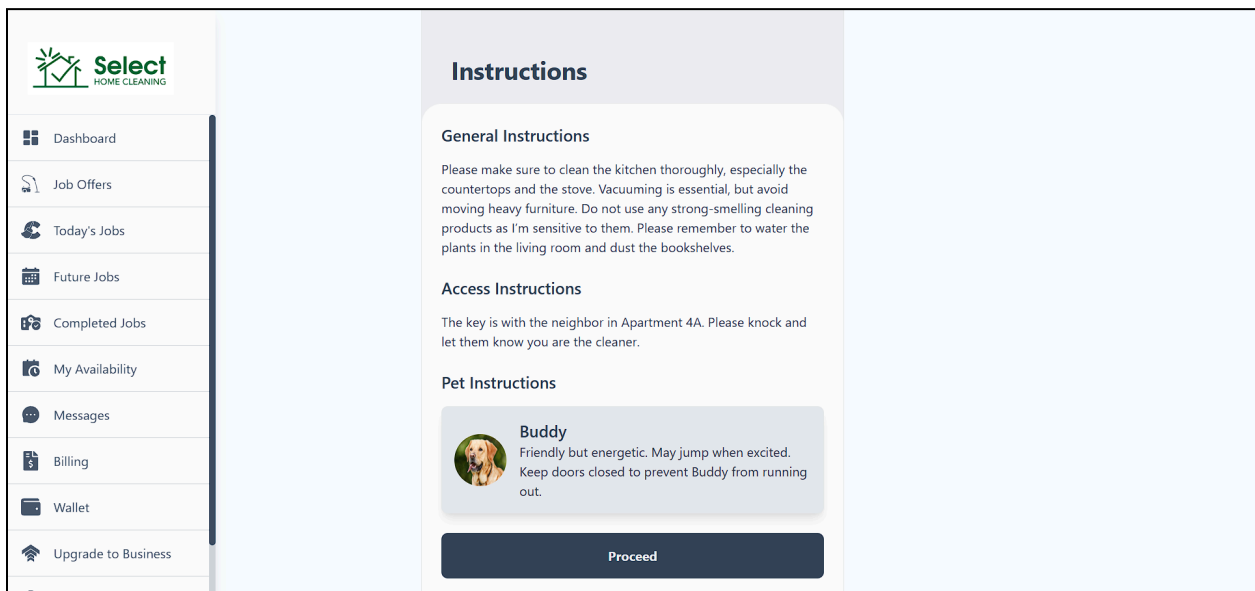 Select
HOME CLEANING
Dashboard
Job Offers
Today's Jobs
Future Jobs
Completed Jobs
My Availability
Messages
Billing
Wallet
Upgrade to Business
Instructions
General Instructions
Please make sure to clean the kitchen thoroughly, especially the
countertops and the stove. Vacuuming is essential, but avoid
moving heavy furniture. Do not use any strong-smelling cleaning
products as I'm sensitive to them. Please remember to water the
plants in the living room and dust the bookshelves.
Access Instructions
The key is with the neighbor in Apartment 4A. Please knock and
let them know you are the cleaner.
Pet Instructions
Buddy
Friendly but energetic. May jump when excited.
Keep doors closed to prevent Buddy from running
out.
Proceed